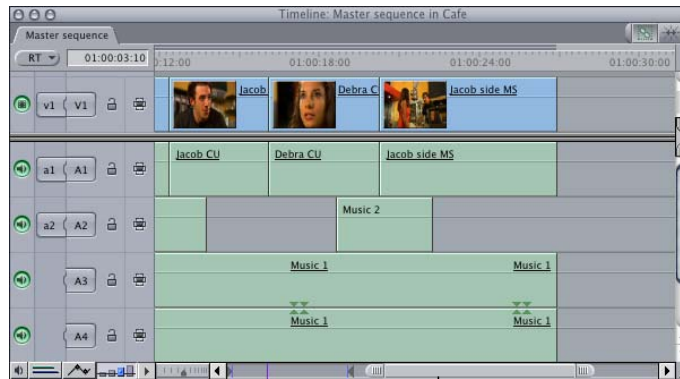 Timeline: Master sequence in Cafe
Master sequence
RT 01:00:03:10 0:12:00 01:00:18:00 01:00:24:00 01:00:30:00
v1 V1 Jacob Debra C Jacob side MS
a1 A1 Jacob CU Debra CU Jacob side MS
a2 A2 Music 2
A3 Music 1 Music 1
A4 Music 1 Music 1